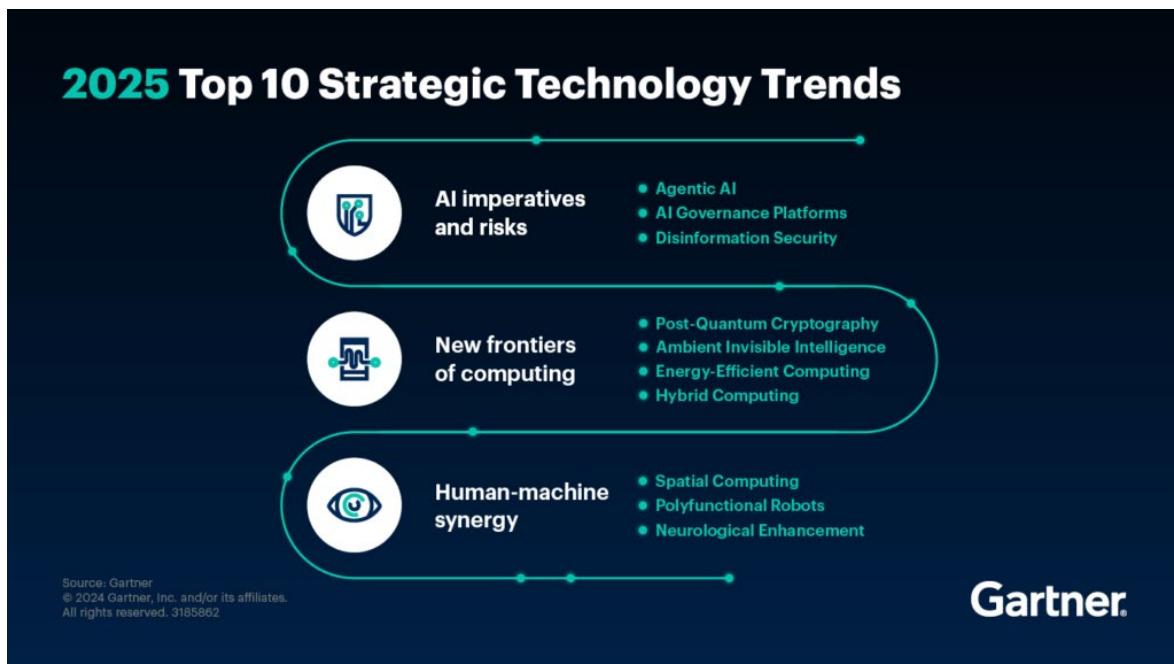 2025 Top 10 Strategic Technology Trends
AI imperatives
and risks
Agentic AI
AI Governance Platforms
Disinformation Security
New frontiers
of computing
Post-Quantum Cryptography
Ambient Invisible Intelligence
Energy-Efficient Computing
Hybrid Computing
Human-machine
synergy
Spatial Computing
Polyfunctional Robots
Neurological Enhancement
Source: Gartner
© 2024 Gartner, Inc. and/or its affiliates.
All rights reserved. 3185862
Gartner®